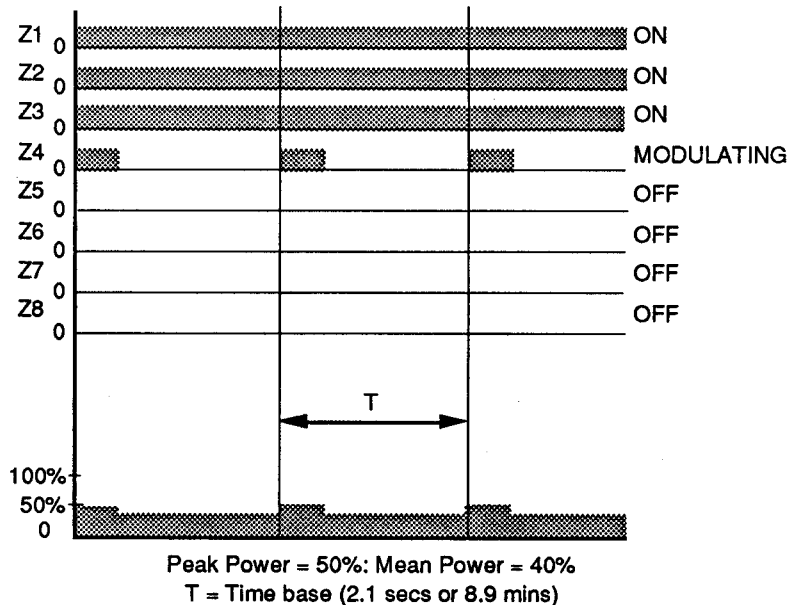 Z1 0 ON
Z2 0 ON
Z3 0 ON
Z4 0 MODULATING
Z5 0 OFF
Z6 0 OFF
Z7 0 OFF
Z8 0 OFF
T
100%
50%
0
Peak Power = 50%: Mean Power = 40%
T = Time base (2.1 secs or 8.9 mins)